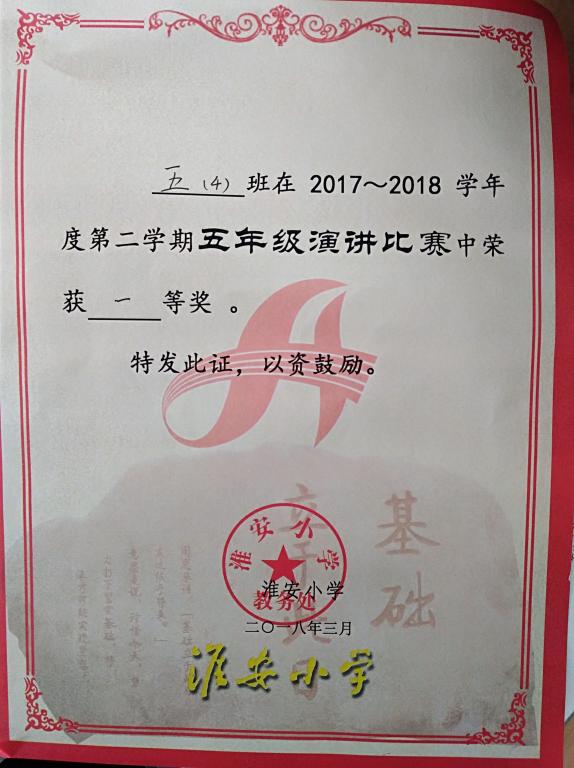 五（4）班在 2017～2018 学年
度第二学期五年级演讲比赛中荣
获一等奖 。
特发此证，以资鼓励。
基础
淮安小学
教务处
淮安小学
二〇一八年三月
淮安小学